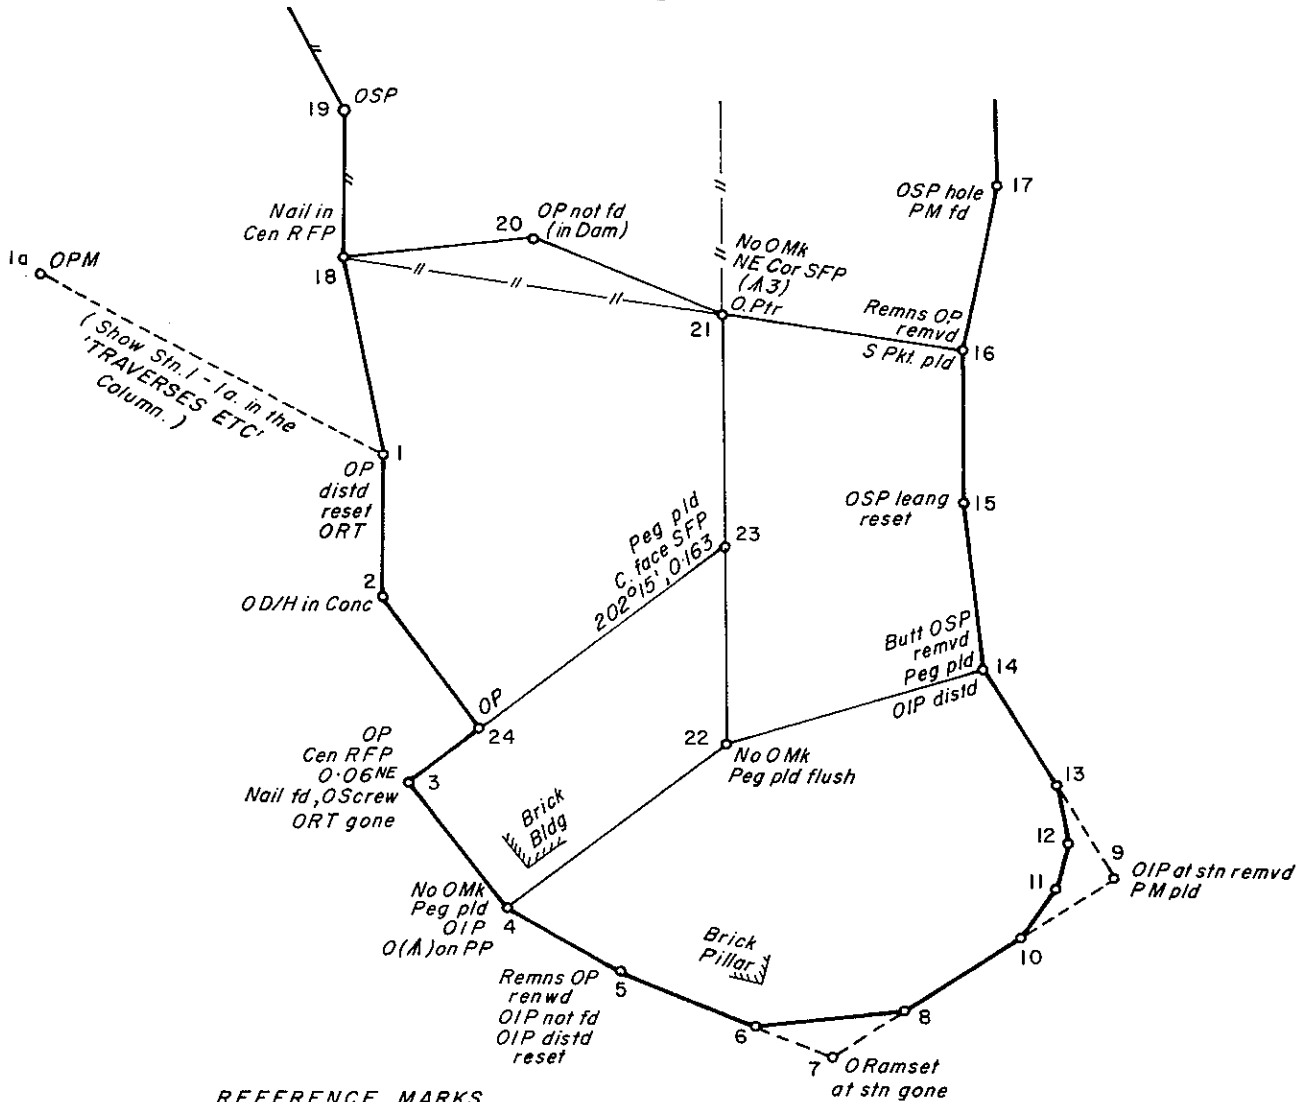 19
OSP
Nail in
Cen RFP
18
20
OP not fd
(in Dam)
No O Mk
NE Cor SFP
(⩚3)
O.Ptr
21
OSP hole
PM fd
17
Remns OP
remvd
S Pkt. pld
16
1a
OPM
( Show Stn. 1 - 1a. in the
'TRAVERSES ETC'
Column. )
1
OP
distd
reset
ORT
OSP leang
reset
15
Peg pld
C. face SFP
202°15', 0·163
23
2
O D/H in Conc
Butt OSP
remvd
Peg pld
OIP distd
14
OP
24
OP
Cen RFP
0·06NE
Nail fd, O Screw
ORT gone
3
22
No O Mk
Peg pld flush
Brick
Bldg
13
12
9
OIP at stn remvd
PM pld
11
No O Mk
Peg pld
OIP
O(⩚) on PP
4
10
Brick
Pillar
Remns OP
renwd
OIP not fd
OIP distd
reset
5
6
8
7
O Ramset
at stn gone
REFERENCE MARKS